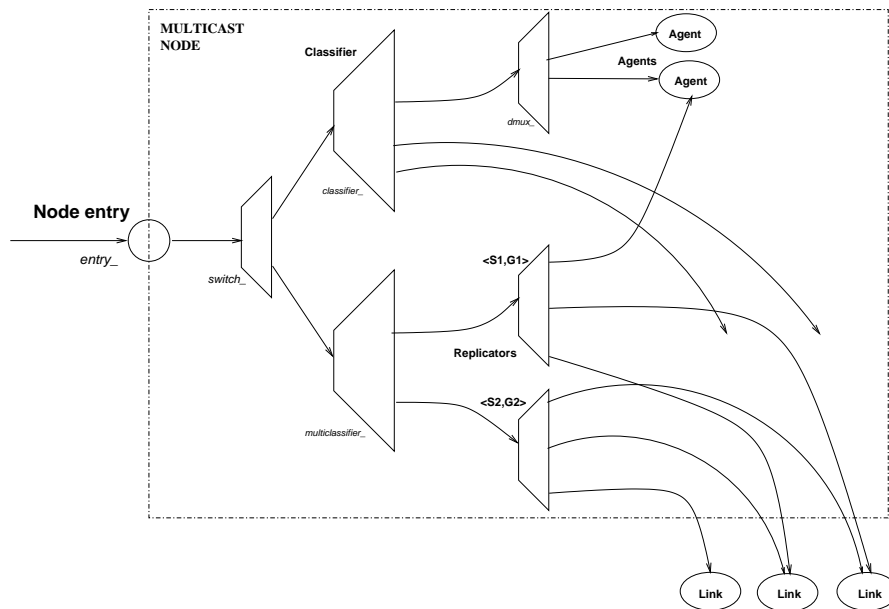 MULTICAST
NODE
Classifier
Agent
Agents
Agent
dmux_
classifier_
Node entry
entry_
switch_
<S1,G1>
Replicators
<S2,G2>
multiclassifier_
Link
Link
Link